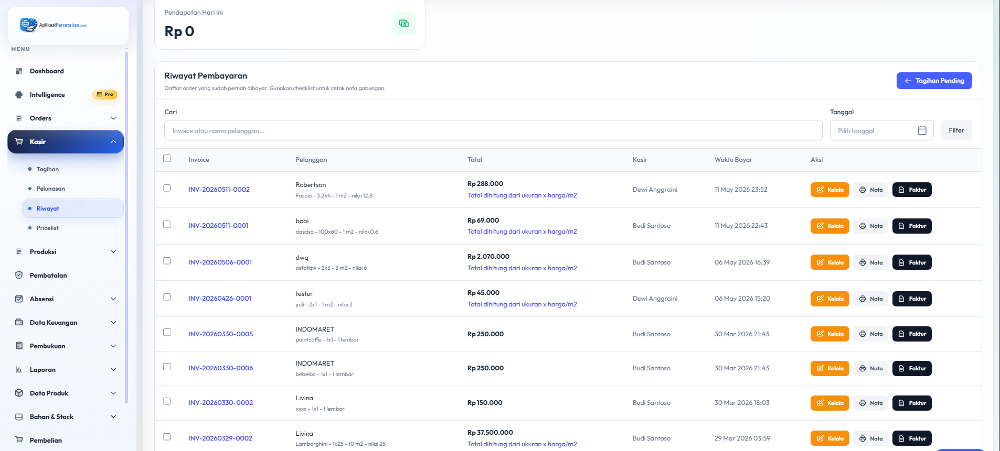 AplikasiPercetakan.com
MENU
Dashboard
Intelligence
Pro
Orders
Kasir
Tagihan
Pelunasan
Riwayat
Pricelist
Produksi
Pembatalan
Absensi
Data Keuangan
Pembukuan
Laporan
Data Produk
Bahan & Stock
Pembelian
Pendapatan Hari Ini
Rp 0
Riwayat Pembayaran
Daftar order yang sudah pernah dibayar. Gunakan checklist untuk cetak nota gabungan.
← Tagihan Pending
Cari
Tanggal
Invoice atau nama pelanggan...
Pilih tanggal
Filter
Invoice Pelanggan Total Kasir Waktu Bayar Aksi
INV-20260511-0002 Robertson Rp 288.000 Dewi Anggraini 11 May 2026 23:52 Kelola Nota Faktur
Fascia - 3.2x4 - 1 m2 - nilai 12,8 Total dihitung dari ukuran x harga/m2
INV-20260511-0001 bobi Rp 69.000 Budi Santoso 11 May 2026 22:43 Kelola Nota Faktur
dasdsa - 100x60 - 1 m2 - nilai 0,6 Total dihitung dari ukuran x harga/m2
INV-20260506-0001 dwq Rp 2.070.000 Budi Santoso 06 May 2026 16:39 Kelola Nota Faktur
asfafqw - 2x3 - 3 m2 - nilai 6 Total dihitung dari ukuran x harga/m2
INV-20260426-0001 tester Rp 45.000 Dewi Anggraini 06 May 2026 15:20 Kelola Nota Faktur
yuli - 2x1 - 1 m2 - nilai 2 Total dihitung dari ukuran x harga/m2
INV-20260330-0005 INDOMARET Rp 250.000 Budi Santoso 30 Mar 2026 21:43 Kelola Nota Faktur
pointcoffe - 1x1 - 1 lembar
INV-20260330-0006 INDOMARET Rp 250.000 Budi Santoso 30 Mar 2026 21:43 Kelola Nota Faktur
bebelac - 1x1 - 1 lembar
INV-20260330-0002 Livina Rp 150.000 Budi Santoso 30 Mar 2026 18:03 Kelola Nota Faktur
xxxx - 1x1 - 1 lembar
INV-20260329-0002 Livina Rp 37.500.000 Budi Santoso 29 Mar 2026 03:59 Kelola Nota Faktur
Lamborghini - 1x25 - 10 m2 - nilai 25 Total dihitung dari ukuran x harga/m2